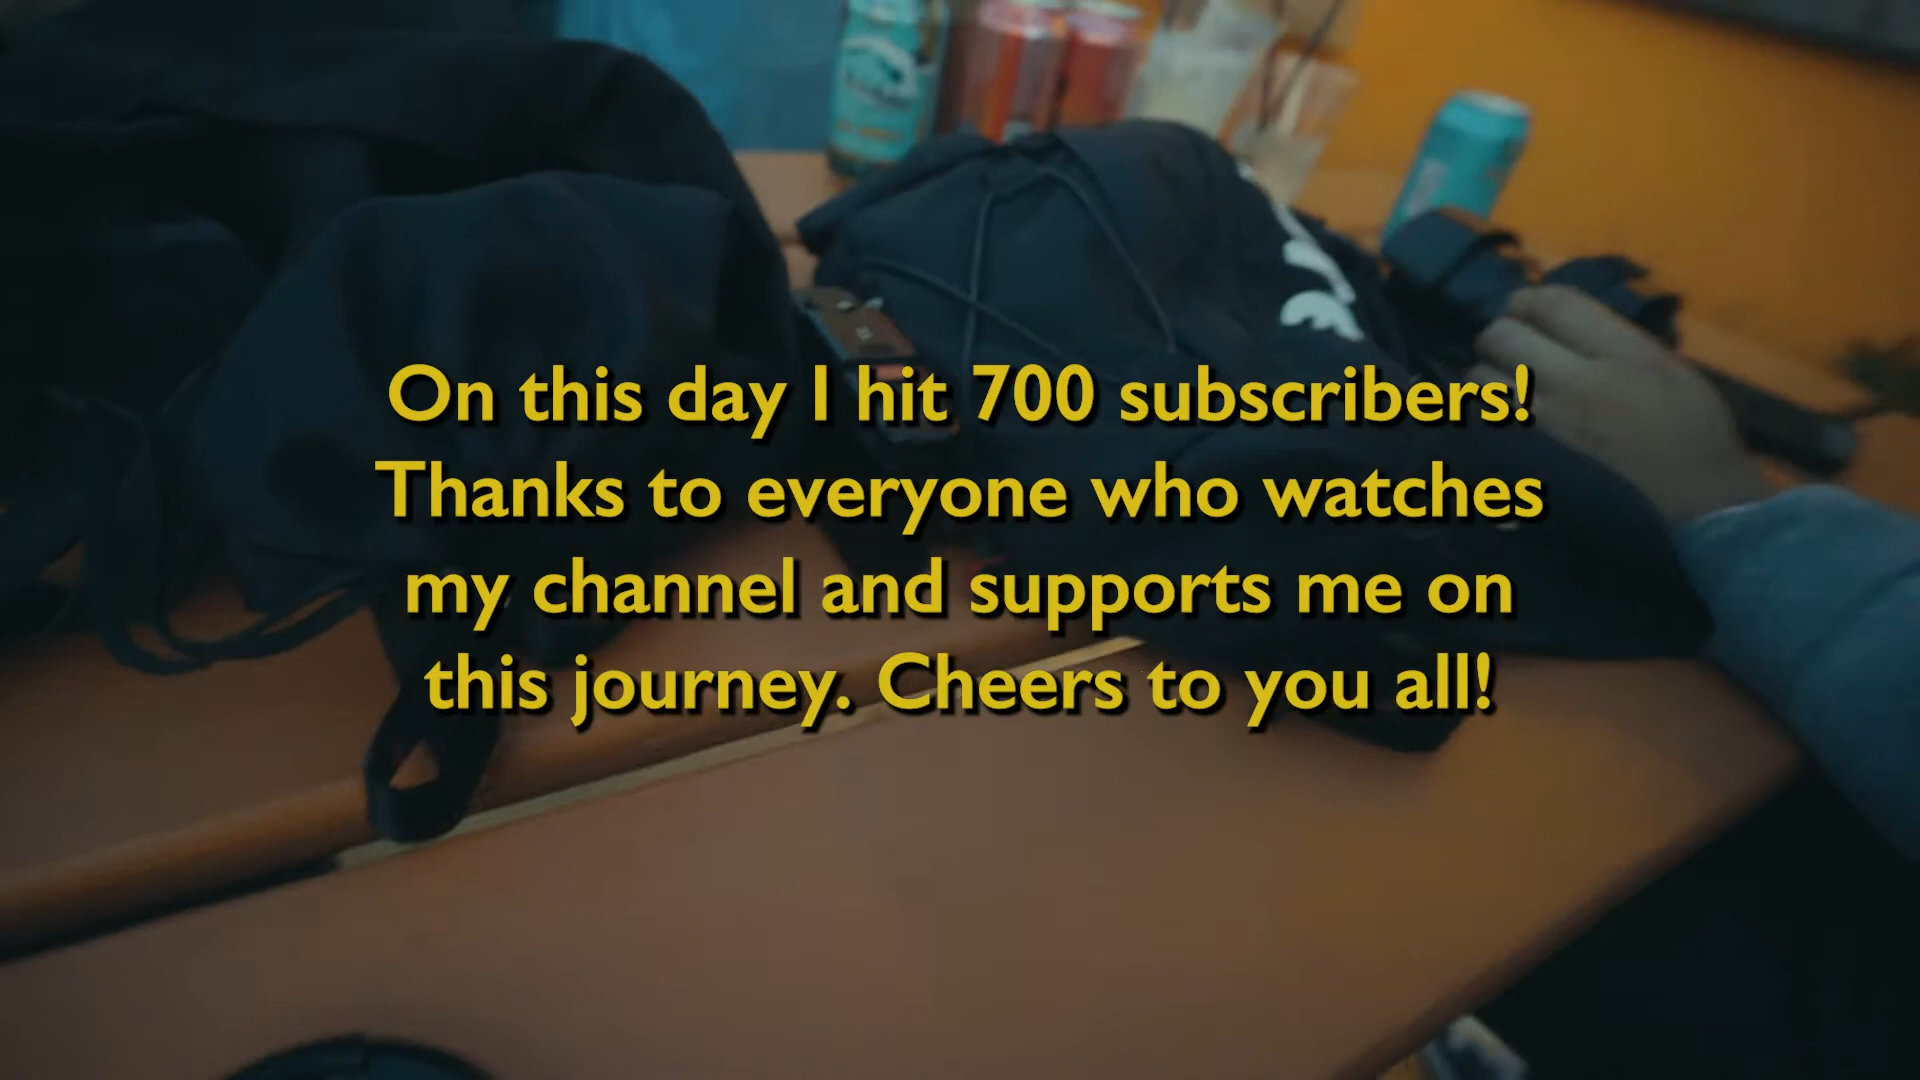 On this day I hit 700 subscribers!
Thanks to everyone who watches
my channel and supports me on
this journey. Cheers to you all!